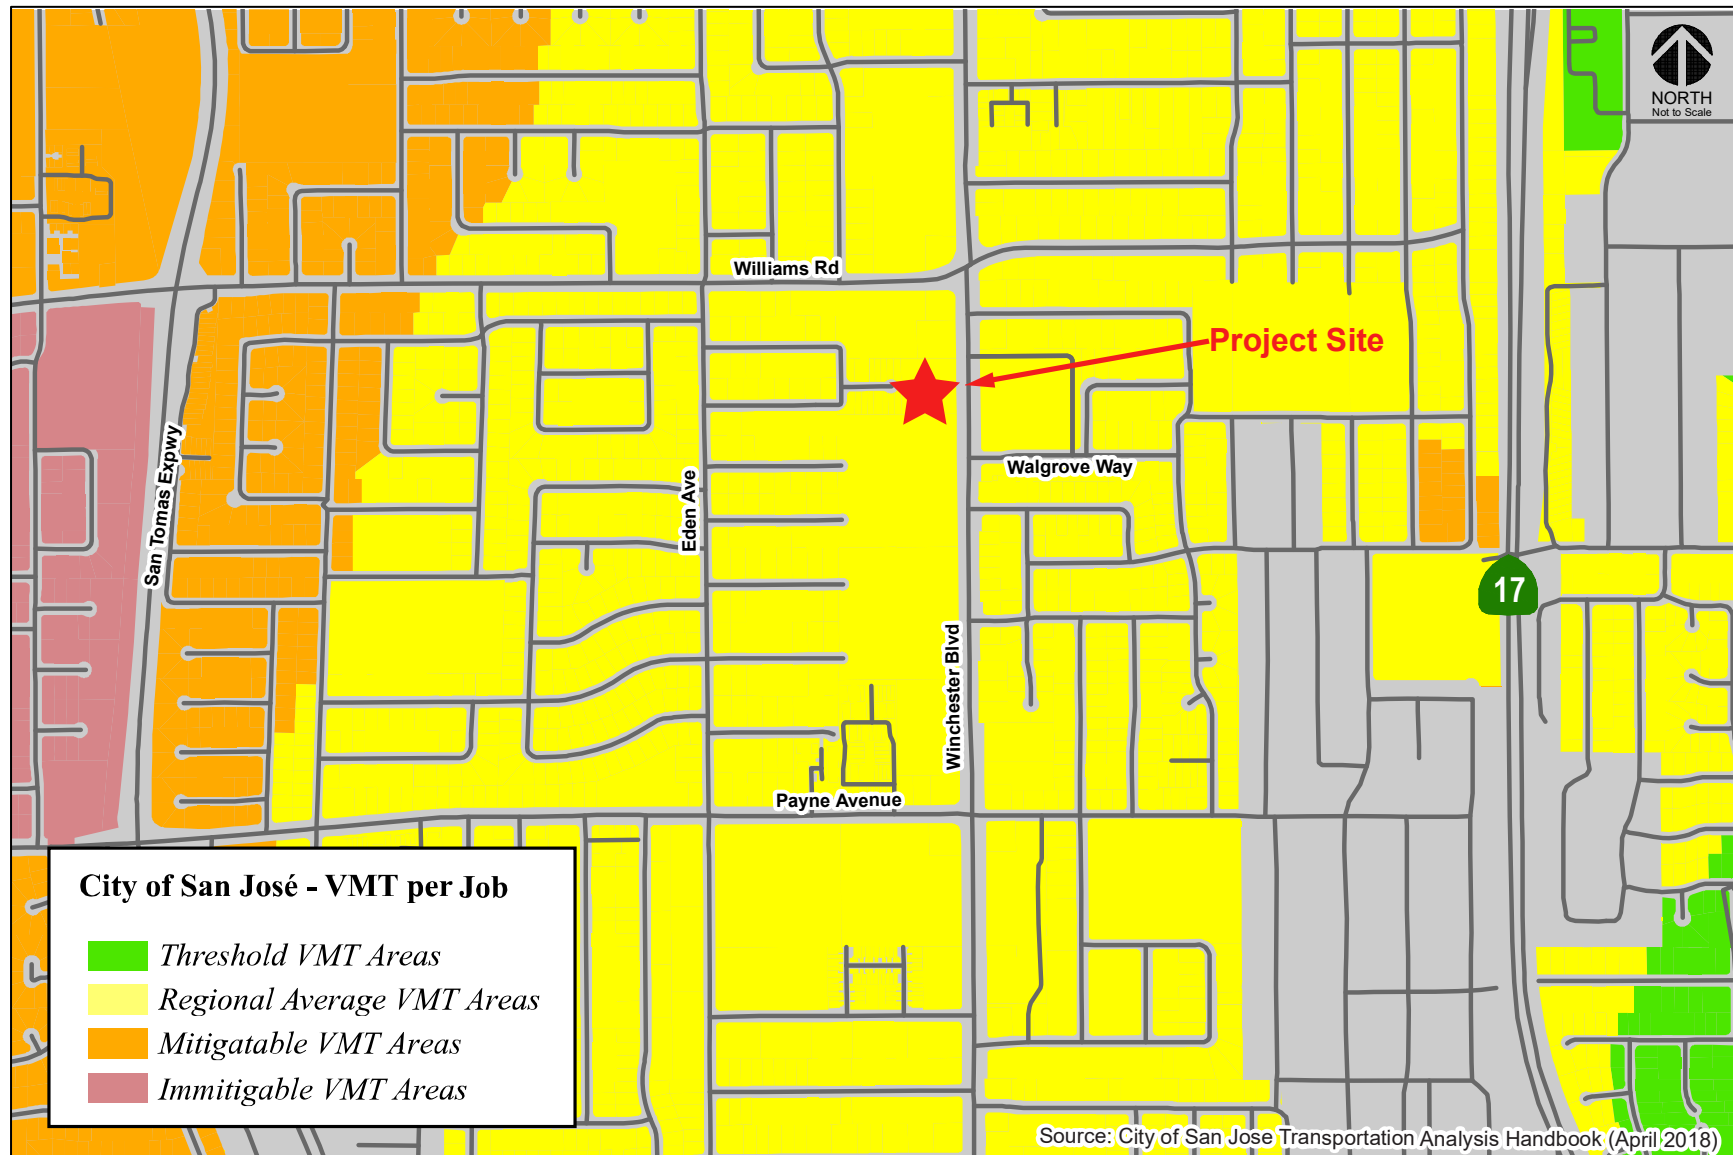 NORTH
Not to Scale
Williams Rd
Project Site
San Tomas Expwy
Eden Ave
Walgrove Way
17
Winchester Blvd
Payne Avenue
City of San José - VMT per Job
Threshold VMT Areas
Regional Average VMT Areas
Mitigatable VMT Areas
Immitigable VMT Areas
Source: City of San Jose Transportation Analysis Handbook (April 2018)